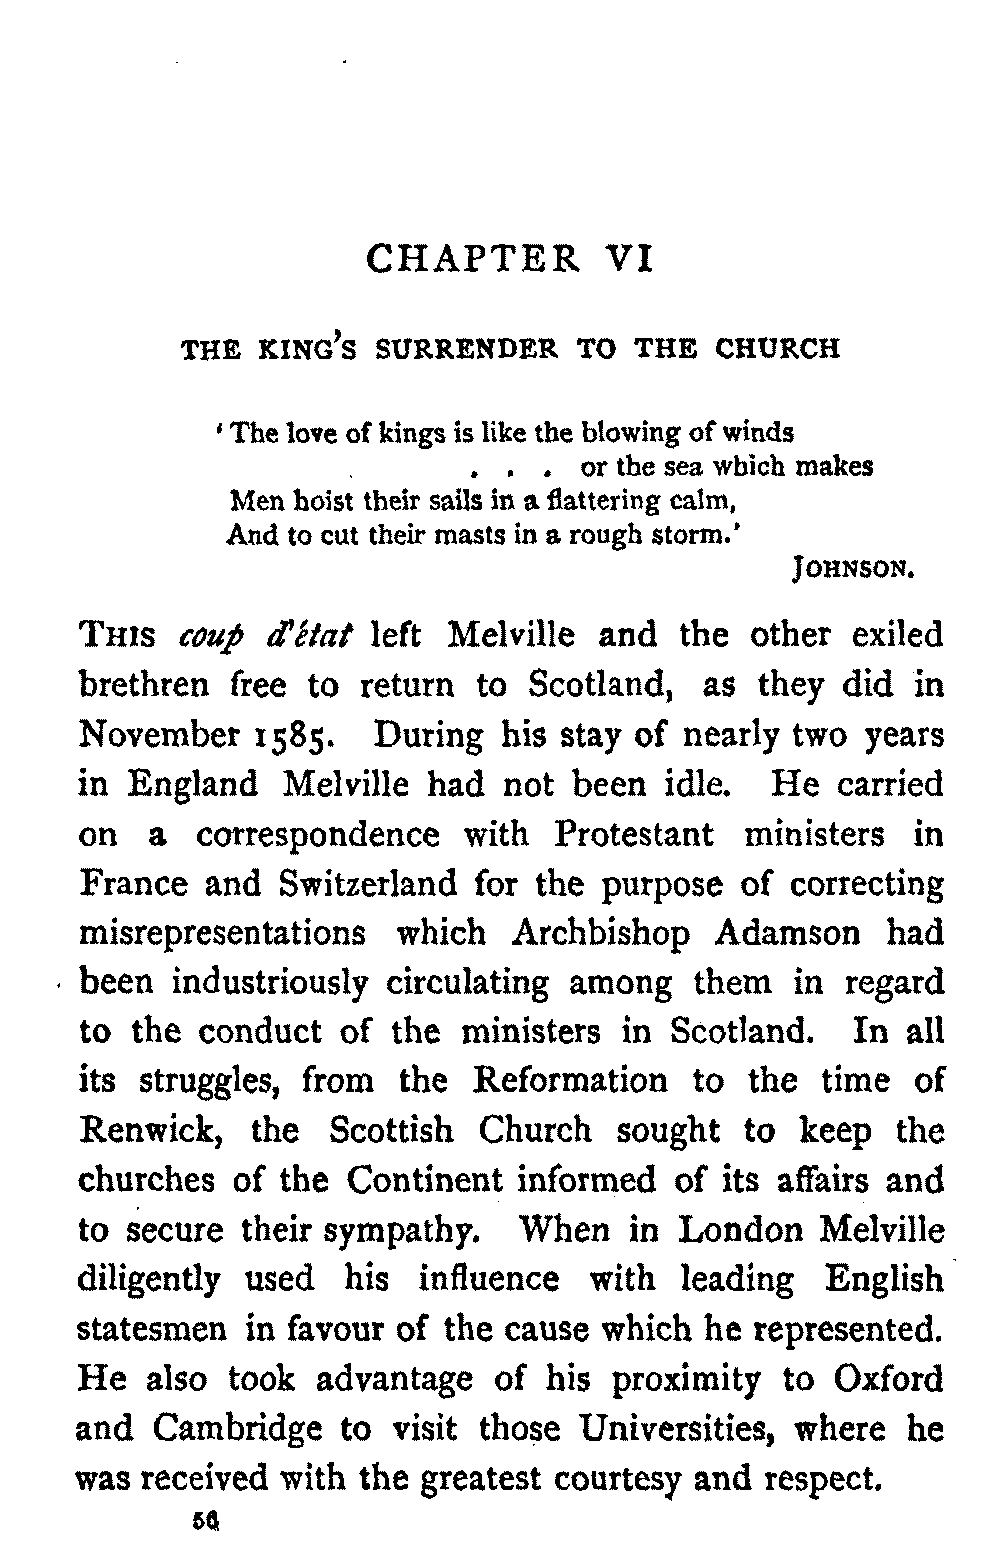 CHAPTER VI
THE KING'S SURRENDER TO THE CHURCH
'The love of kings is like the blowing of winds
. . . or the sea which makes
Men hoist their sails in a flattering calm,
And to cut their masts in a rough storm.'
JOHNSON.
THIS coup d'état left Melville and the other exiled
brethren free to return to Scotland, as they did in
November 1585. During his stay of nearly two years
in England Melville had not been idle. He carried
on a correspondence with Protestant ministers in
France and Switzerland for the purpose of correcting
misrepresentations which Archbishop Adamson had
been industriously circulating among them in regard
to the conduct of the ministers in Scotland. In all
its struggles, from the Reformation to the time of
Renwick, the Scottish Church sought to keep the
churches of the Continent informed of its affairs and
to secure their sympathy. When in London Melville
diligently used his influence with leading English
statesmen in favour of the cause which he represented.
He also took advantage of his proximity to Oxford
and Cambridge to visit those Universities, where he
was received with the greatest courtesy and respect.